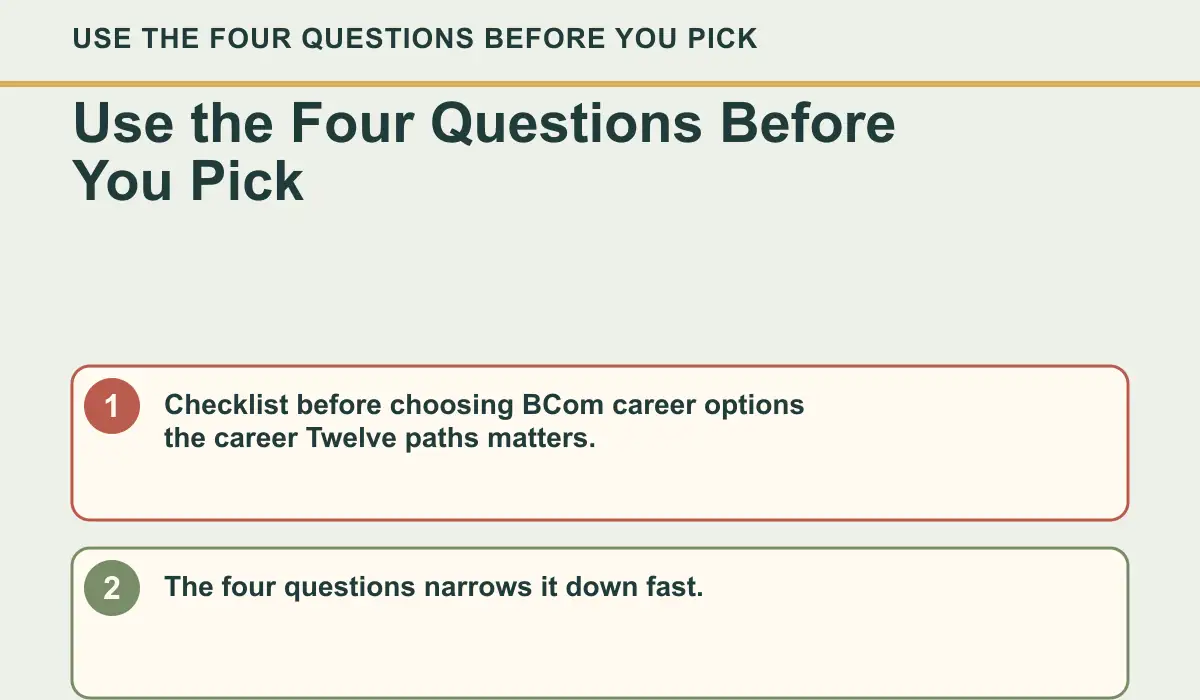 USE THE FOUR QUESTIONS BEFORE YOU PICK
Use the Four Questions Before
You Pick
1
Checklist before choosing BCom career options
the career Twelve paths matters.
2
The four questions narrows it down fast.